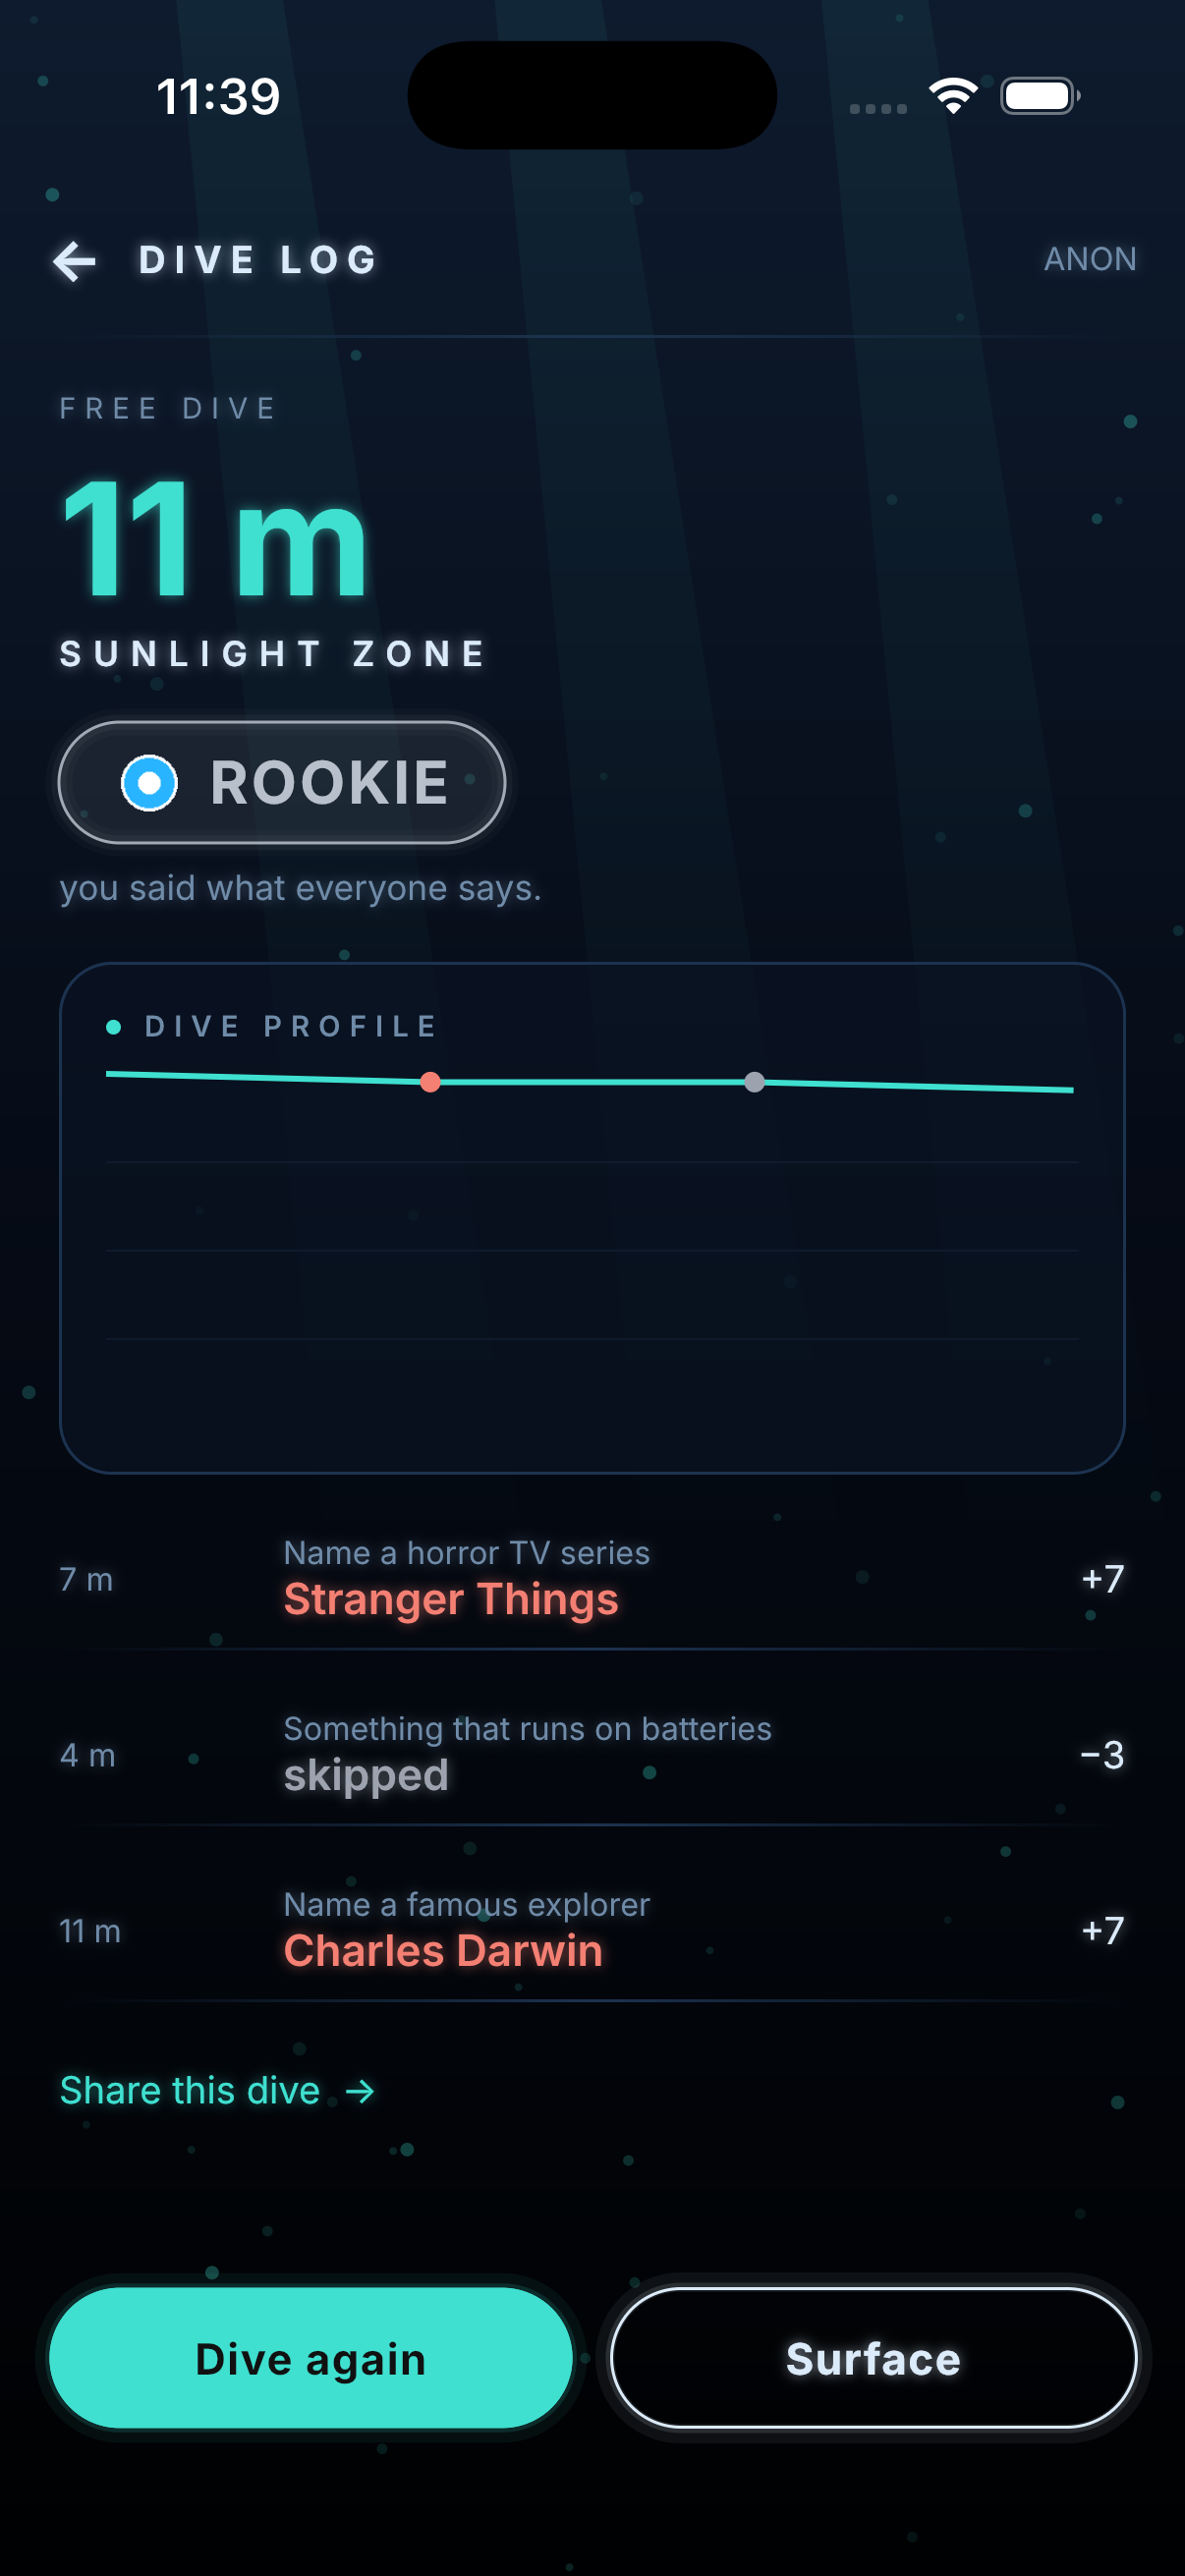 11:39
DIVE LOG
ANON
FREE DIVE
11 m
SUNLIGHT ZONE
ROOKIE
you said what everyone says.
DIVE PROFILE
Name a horror TV series
7 m
Stranger Things
+7
Something that runs on batteries
4 m
skipped
−3
Name a famous explorer
11 m
Charles Darwin
+7
Share this dive →
Dive again
Surface